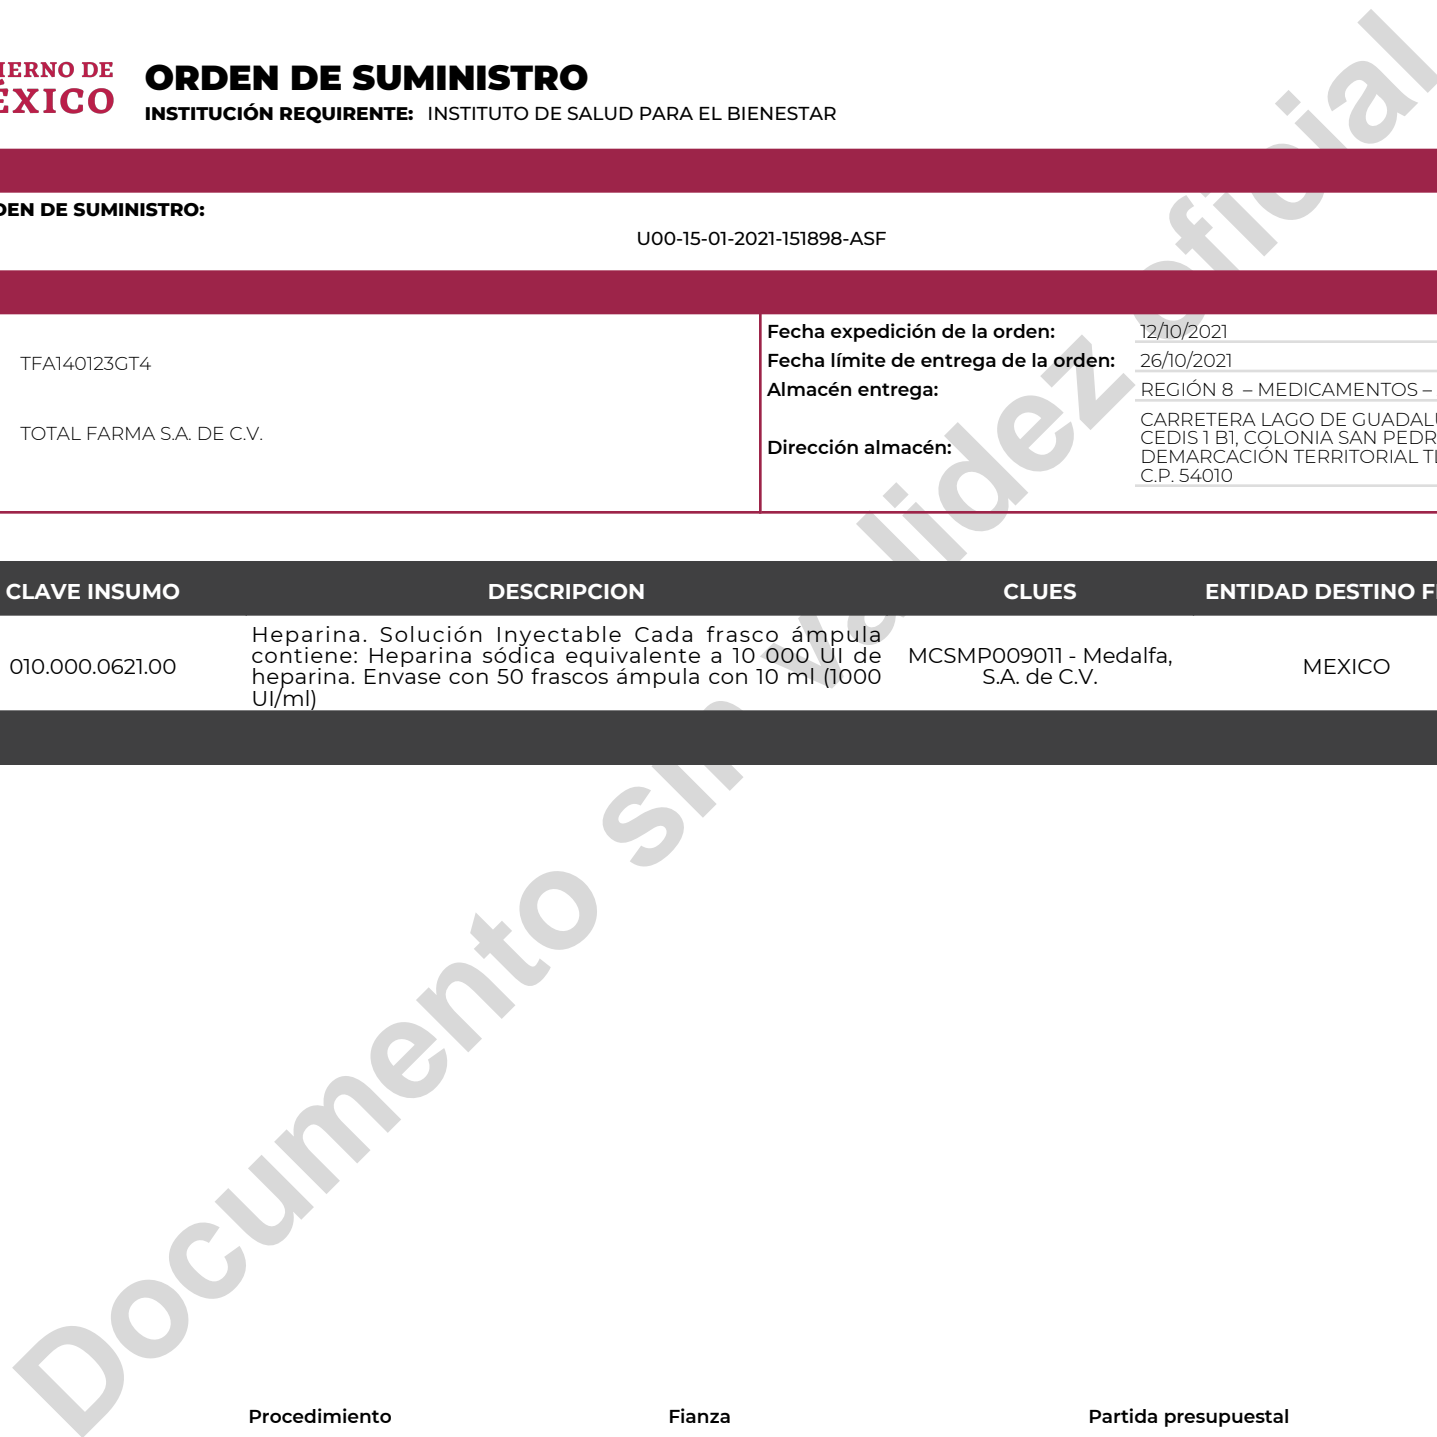 IERNO DE
ÉXICO
ORDEN DE SUMINISTRO
INSTITUCIÓN REQUIRENTE: INSTITUTO DE SALUD PARA EL BIENESTAR
DEN DE SUMINISTRO:
U00-15-01-2021-151898-ASF
TFA140123GT4
TOTAL FARMA S.A. DE C.V.
Fecha expedición de la orden: 12/10/2021
Fecha límite de entrega de la orden: 26/10/2021
Almacén entrega: REGIÓN 8 – MEDICAMENTOS –
Dirección almacén:
CARRETERA LAGO DE GUADALU
CEDIS 1 B1, COLONIA SAN PEDR
DEMARCACIÓN TERRITORIAL TL
C.P. 54010
CLAVE INSUMO DESCRIPCION CLUES ENTIDAD DESTINO F
010.000.0621.00
Heparina. Solución Inyectable Cada frasco ámpula
contiene: Heparina sódica equivalente a 10 000 UI de
heparina. Envase con 50 frascos ámpula con 10 ml (1000
UI/ml)
MCSMP009011 - Medalfa,
S.A. de C.V.
MEXICO
Documento sin validez oficial
Procedimiento Fianza Partida presupuestal